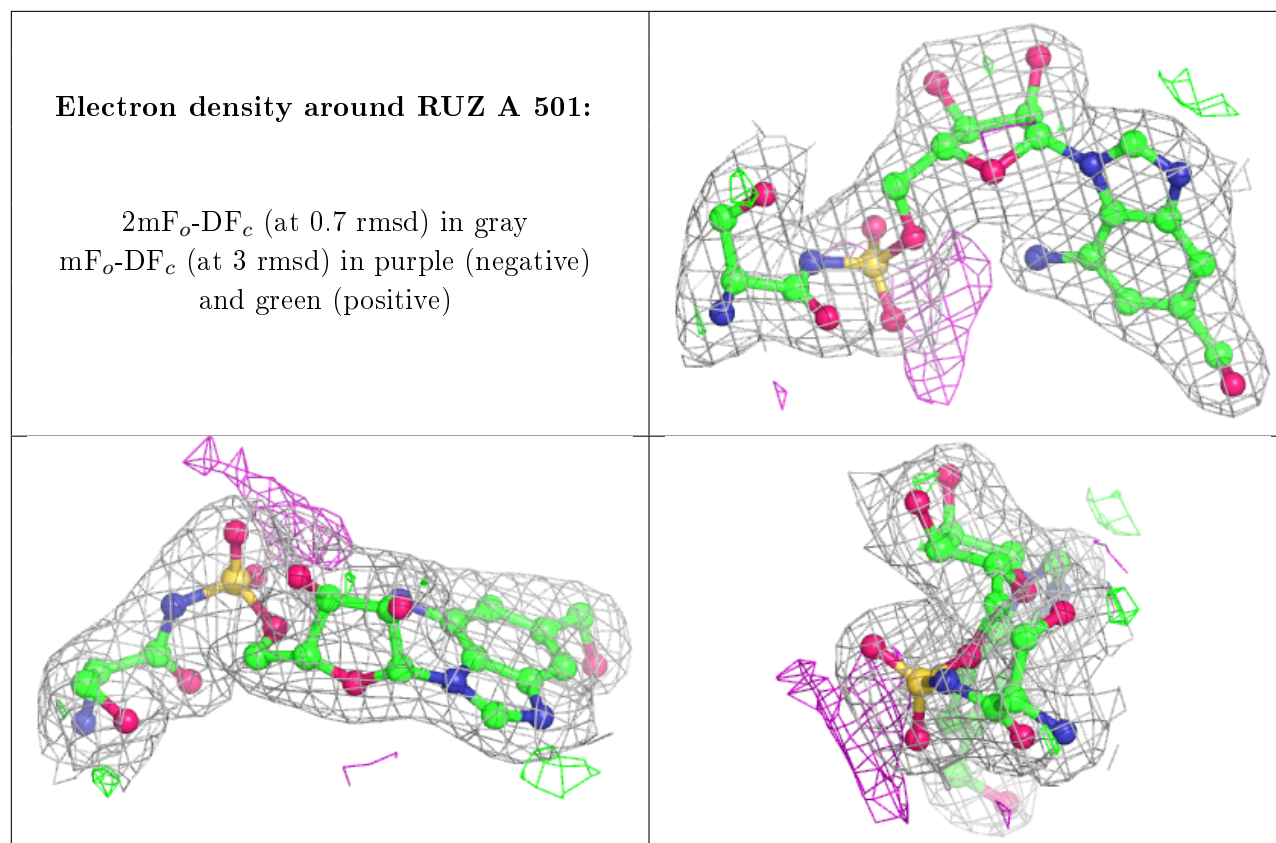 Electron density around RUZ A 501:
2mFo-DFc (at 0.7 rmsd) in gray
mFo-DFc (at 3 rmsd) in purple (negative)
and green (positive)